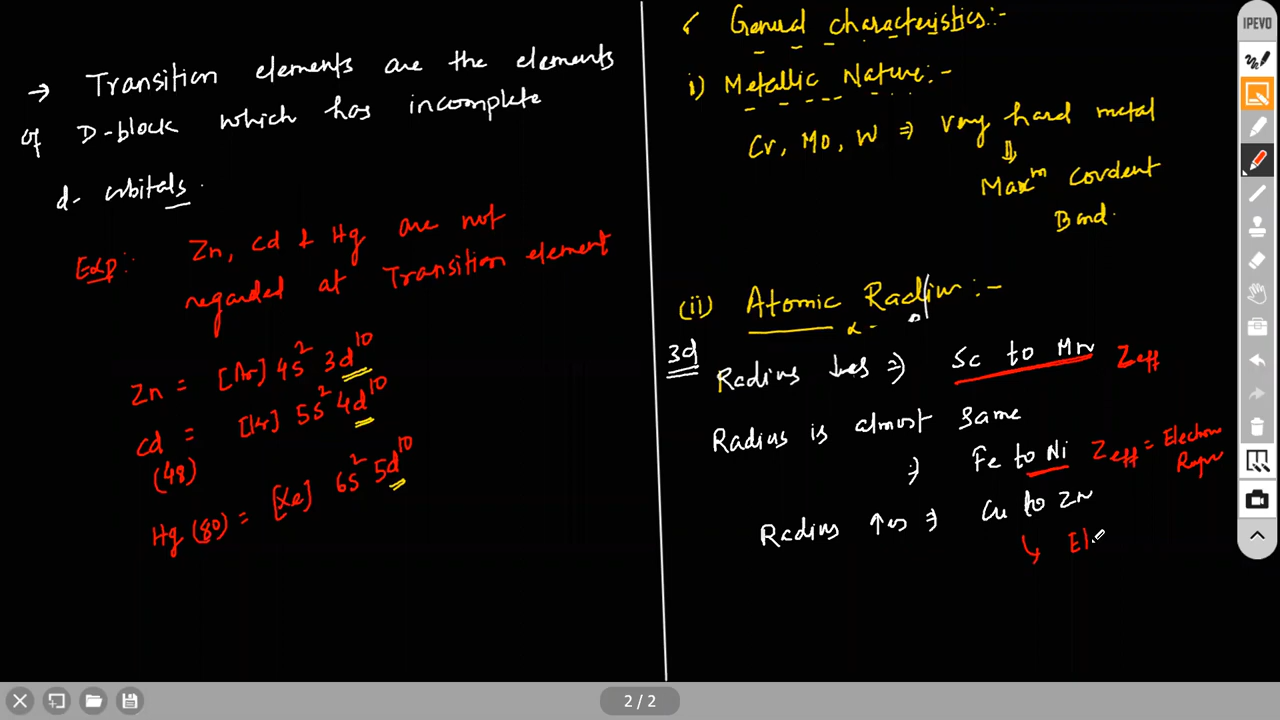 → Transition elements are the elements
of D-block which has incomplete
d- orbitals.
Exp:- Zn, Cd & Hg are not
regarded at Transition element
Zn = [Ar] 4s² 3d¹⁰
Cd = [Kr] 5s² 4d¹⁰
(48)
Hg (80) = [Xe] 6s² 5d¹⁰
General characteristics:-
i) Metallic Nature:-
Cr, Mo, W ⇒ Very hard metal
⇓
Maxᵐ Covalent
Bond.
(ii) Atomic Radius:-
3d
Radius ↓es ⇒ Sc to Mn Zeff
Radius is almost same
⇒ Fe to Ni Zeff = Electron
Repu
Radius ↑es ⇒ Cu to Zn
↳ El
IPEVO
2 / 2